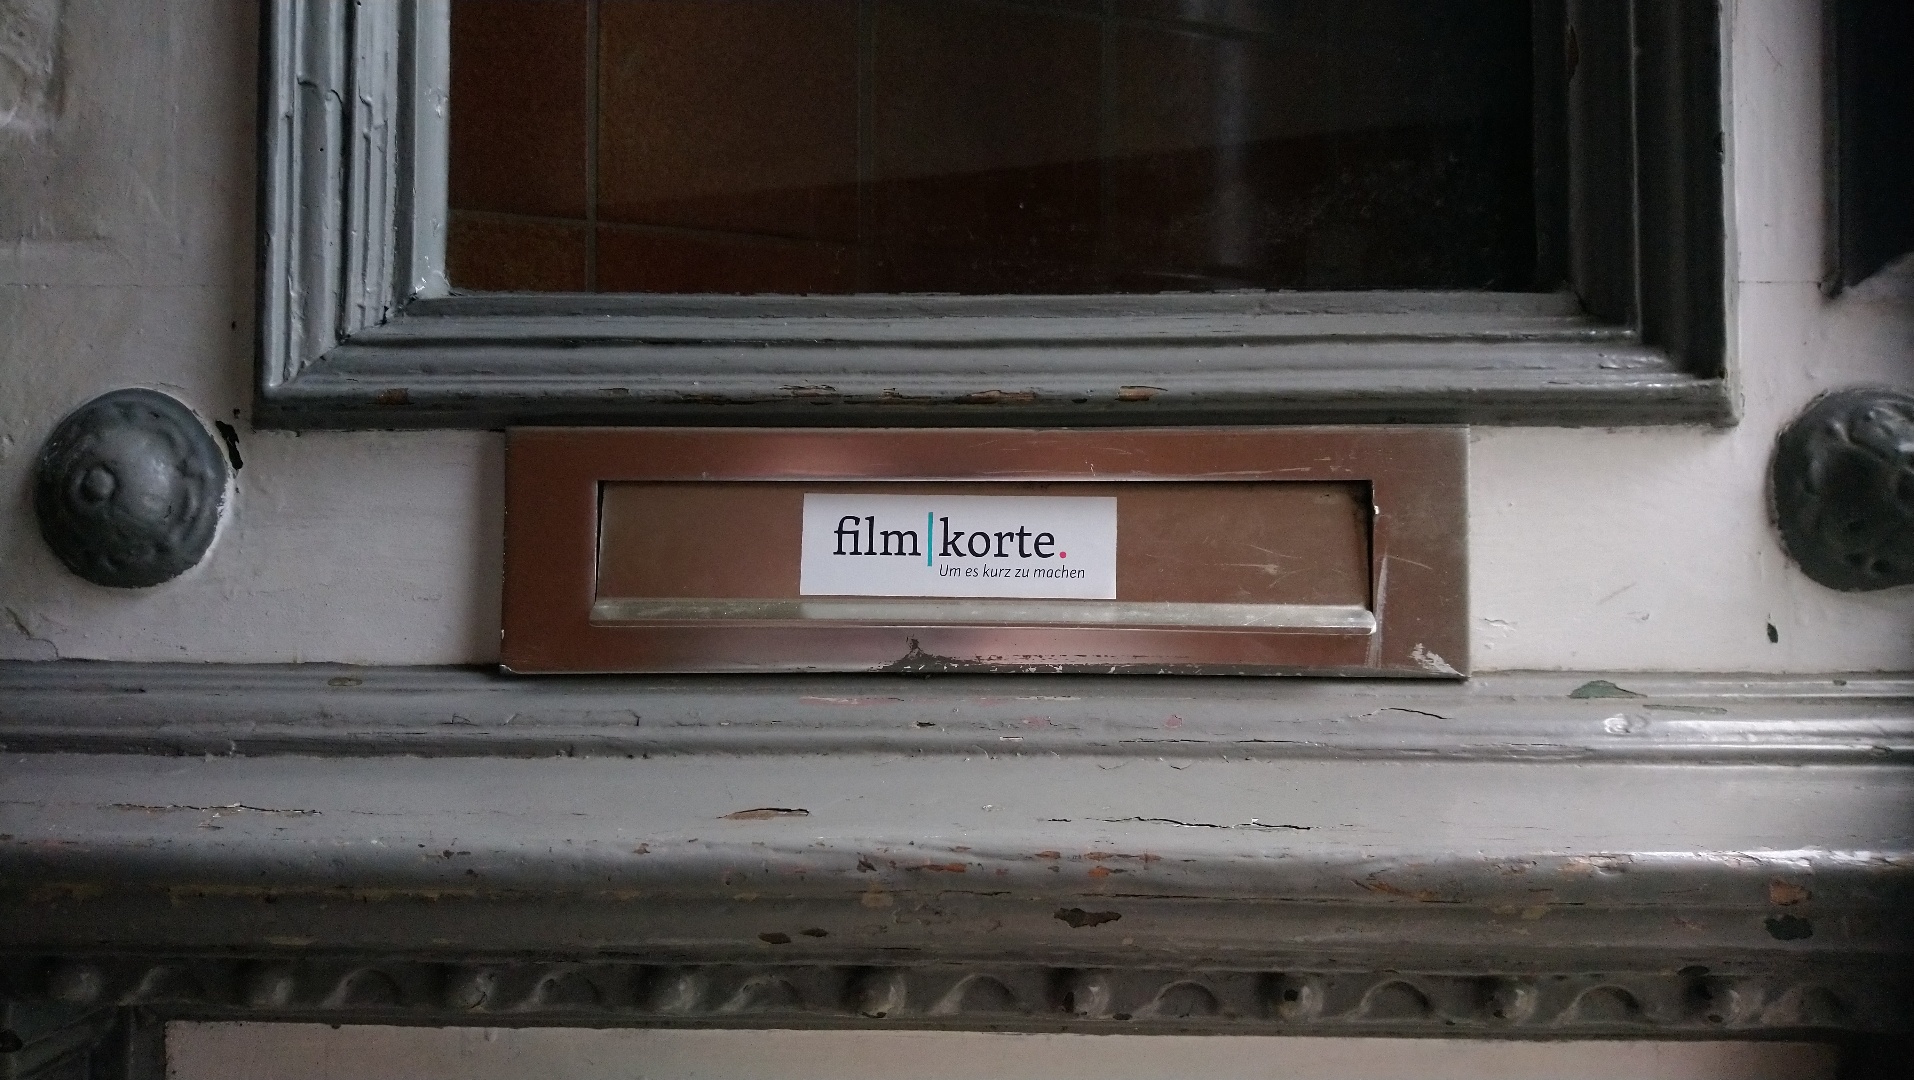 film|korte.
Um es kurz zu machen